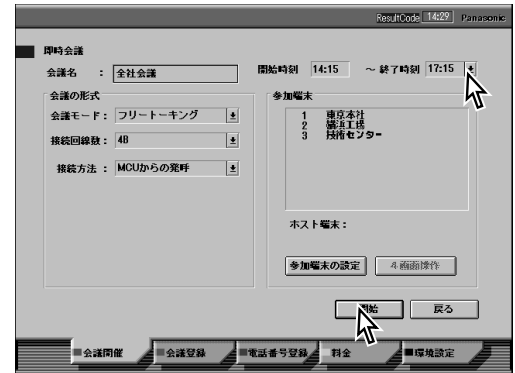 ResultCode 14:29 Panasonic
即時会議
会議名 : 全社会議
開始時刻 14:15 ～ 終了時刻 17:15
会議の形式
会議モード : フリートーキング
接続回線数 : 4B
接続方法 : MCUからの発呼
参加端末
1 東京本社
2 横浜工場
3 技術センター
ホスト端末 :
参加端末の設定 4画面操作
開始 戻る
会議開催 会議登録 電話番号登録 料金 環境設定